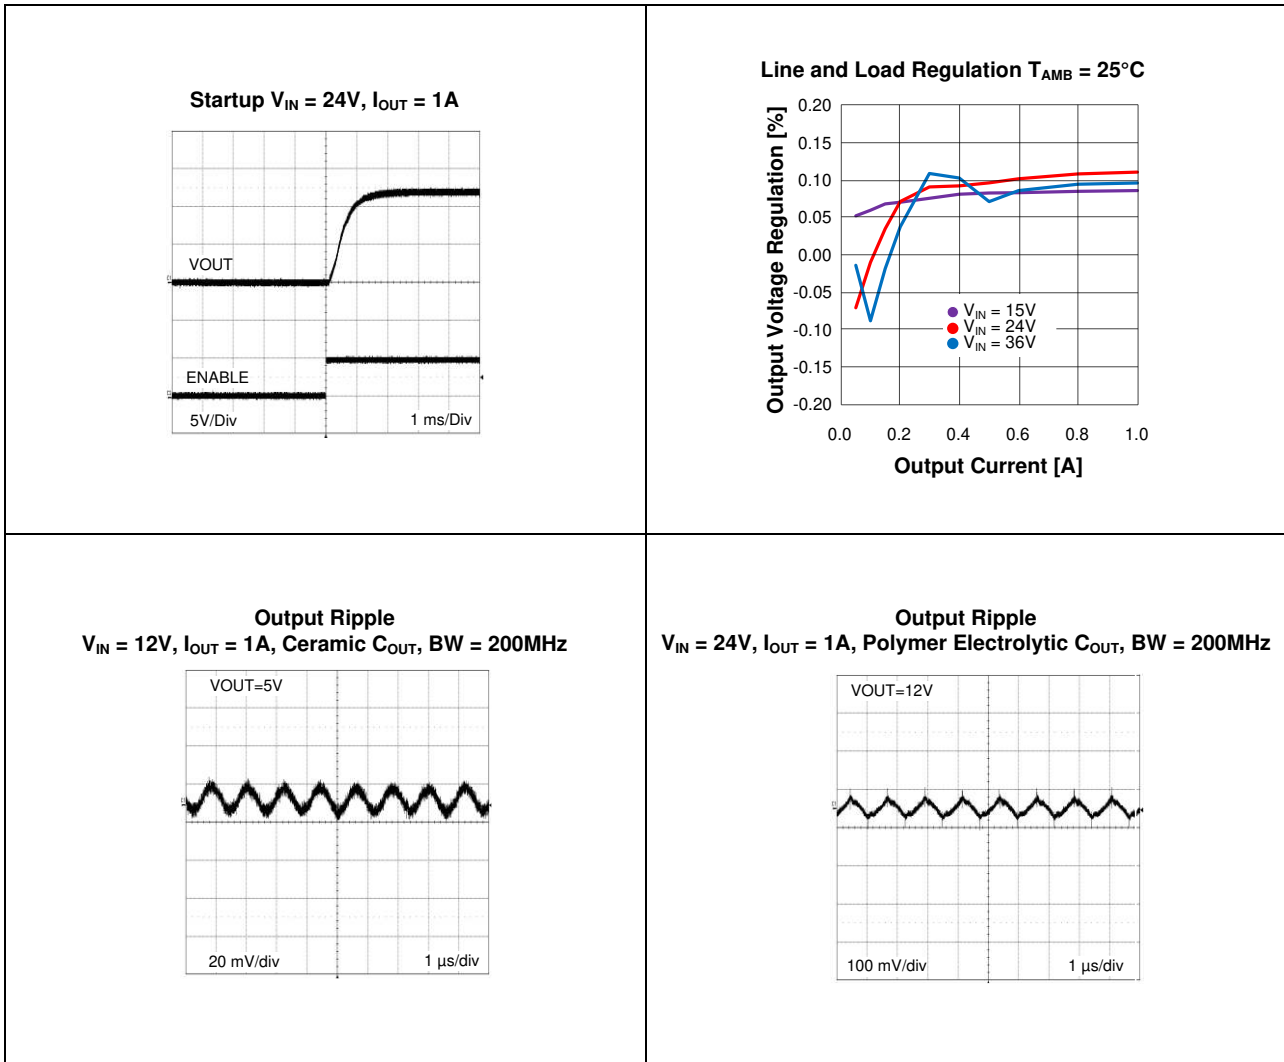 Startup VIN = 24V, IOUT = 1A
VOUT
ENABLE
5V/Div 1 ms/Div
Line and Load Regulation TAMB = 25°C
Output Voltage Regulation [%]
0.20
0.15
0.10
0.05
0.00
-0.05
-0.10
-0.15
-0.20
VIN = 15V
VIN = 24V
VIN = 36V
0.0 0.2 0.4 0.6 0.8 1.0
Output Current [A]
Output Ripple
VIN = 12V, IOUT = 1A, Ceramic COUT, BW = 200MHz
VOUT=5V
20 mV/div 1 µs/div
Output Ripple
VIN = 24V, IOUT = 1A, Polymer Electrolytic COUT, BW = 200MHz
VOUT=12V
100 mV/div 1 µs/div